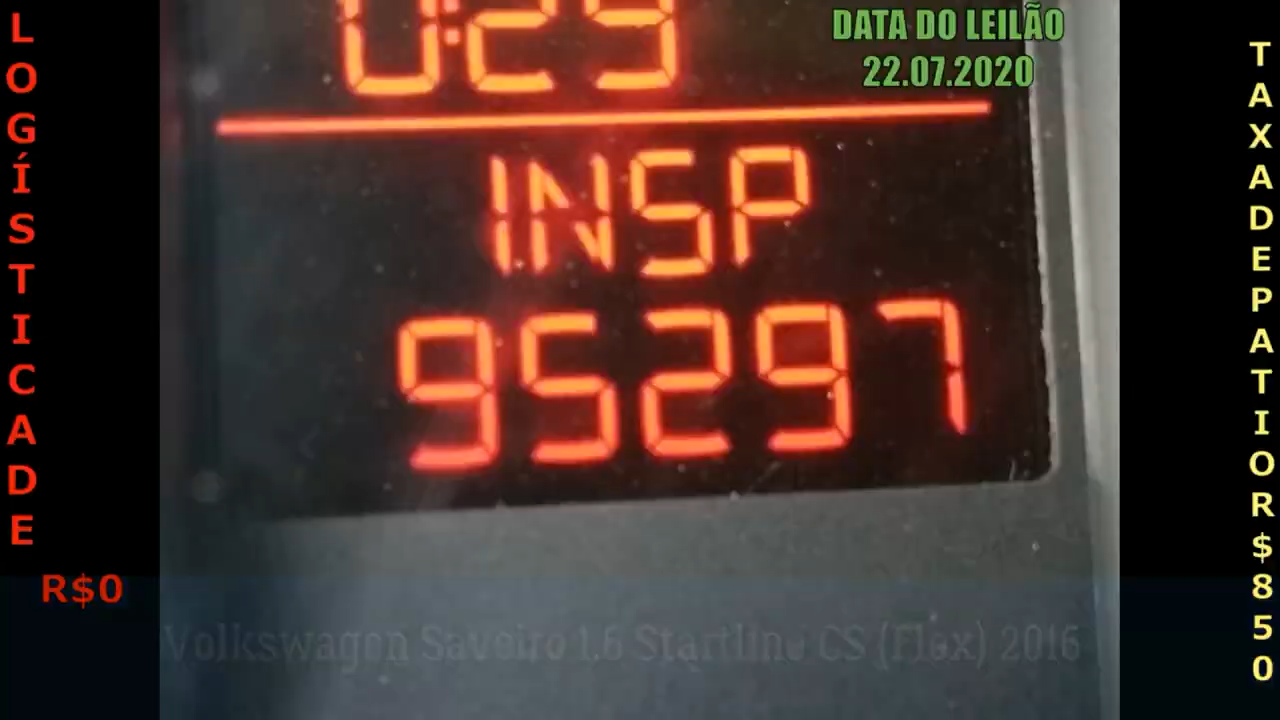 LOGÍSTICA DE
R$0
DATA DO LEILÃO
22.07.2020
0:29
INSP
95297
Volkswagen Saveiro 1.6 Startline CS (Flex) 2016
TAXA DE PATIO R$850